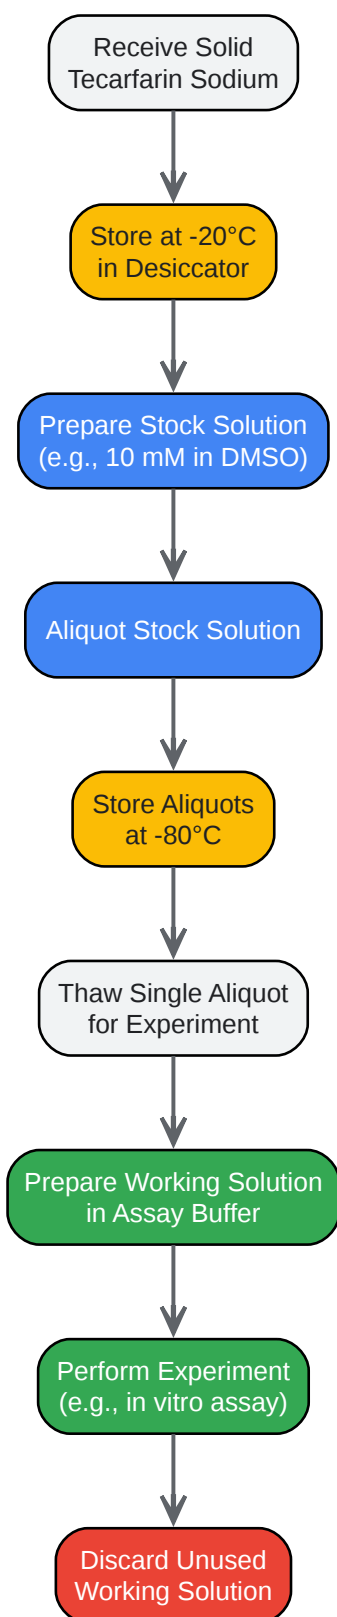 Receive Solid
Tecarfarin Sodium
Store at -20°C
in Desiccator
Prepare Stock Solution
(e.g., 10 mM in DMSO)
Aliquot Stock Solution
Store Aliquots
at -80°C
Thaw Single Aliquot
for Experiment
Prepare Working Solution
in Assay Buffer
Perform Experiment
(e.g., in vitro assay)
Discard Unused
Working Solution